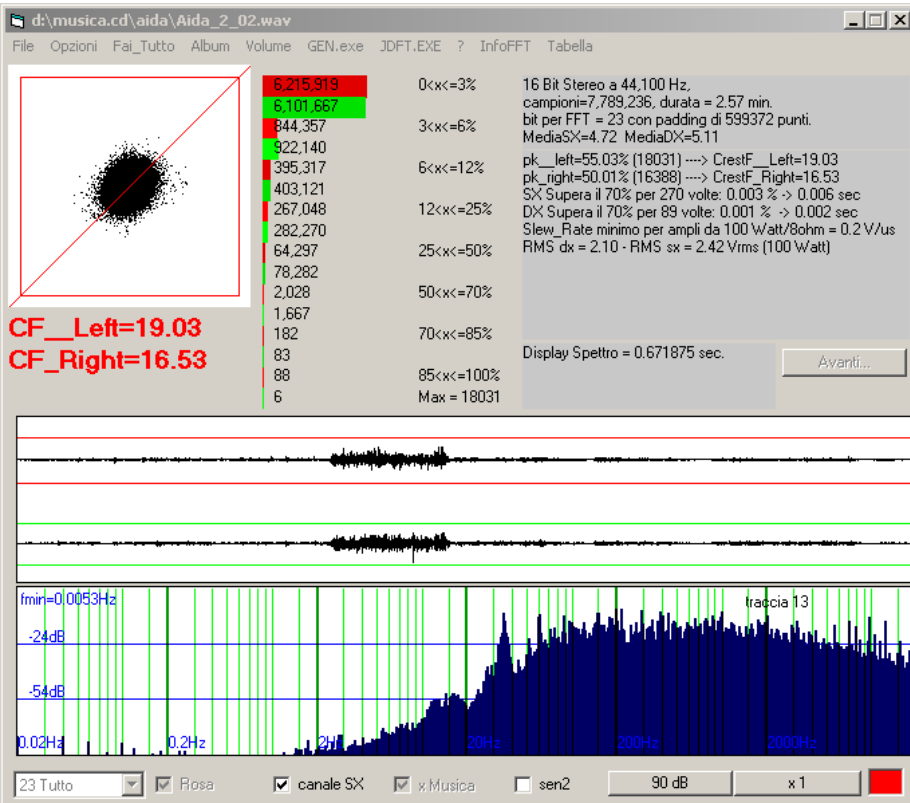 d:\musica.cd\aida\Aida_2_02.wav
File Opzioni Fai_Tutto Album Volume GEN.exe JDFT.EXE ? InfoFFT Tabella
6,215,919 0<x<=3%
6,101,667
844,357 3<x<=6%
922,140
395,317 6<x<=12%
403,121
267,048 12<x<=25%
282,270
64,297 25<x<=50%
78,282
2,028 50<x<=70%
1,667
182 70<x<=85%
83
88 85<x<=100%
6 Max = 18031
16 Bit Stereo a 44,100 Hz,
campioni=7,789,236, durata = 2.57 min.
bit per FFT = 23 con padding di 599372 punti.
MediaSX=4.72 MediaDX=5.11
pk__left=55.03% (18031) ----> CrestF__Left=19.03
pk_right=50.01% (16388) ----> CrestF_Right=16.53
SX Supera il 70% per 270 volte: 0.003 % -> 0.006 sec
DX Supera il 70% per 89 volte: 0.001 % -> 0.002 sec
Slew_Rate minimo per ampli da 100 Watt/8ohm = 0.2 V/us
RMS dx = 2.10 - RMS sx = 2.42 Vrms (100 Watt)
CF__Left=19.03
CF_Right=16.53
Display Spettro = 0.671875 sec.
Avanti...
fmin=0.0053Hz
traccia 13
-24dB
-54dB
0.02Hz 0.2Hz 2Hz 20Hz 200Hz 2000Hz
23 Tutto Rosa canale SX x Musica sen2 90 dB x 1